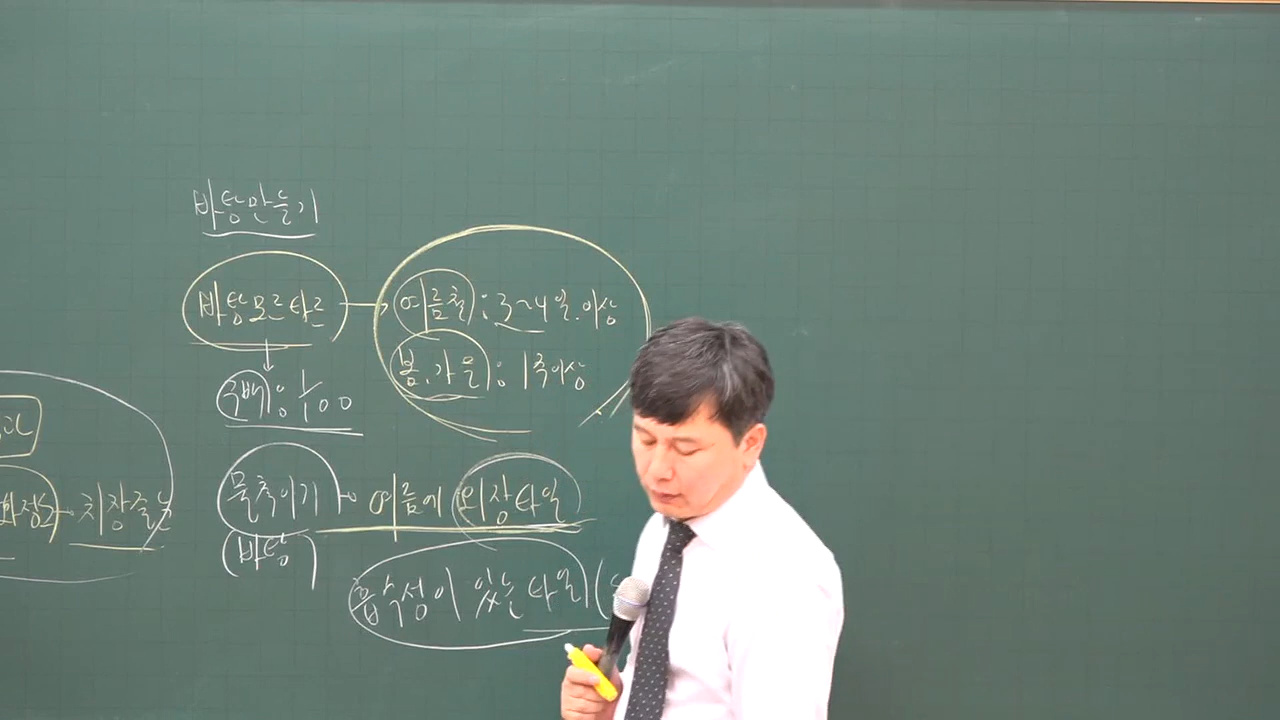 바탕만들기
바탕모르타르 → 여름철 : 3~4일.이상
봄.가을 : 1주이상
구배 : 1/100
물축이기 → 여름에 외장타일
(바탕)
흡수성이 있는 타일(
치장줄눈